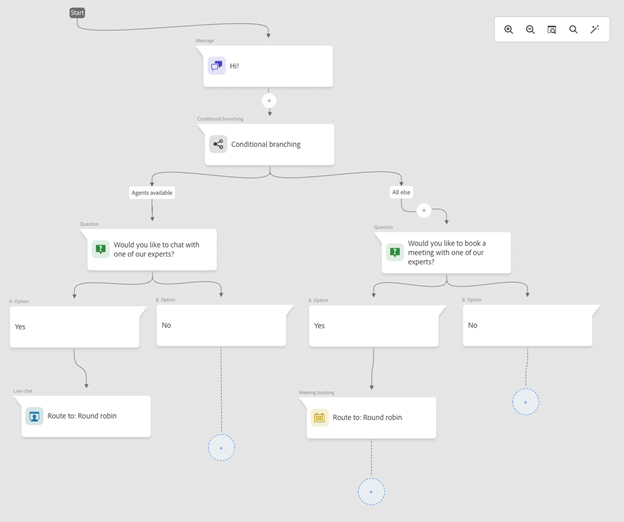 Start
Message
Hi!
Conditional branching
Conditional branching
Agents available
All else
Question
Would you like to chat with
one of our experts?
Question
Would you like to book a
meeting with one of our
experts?
A. Option
Yes
B. Option
No
A. Option
Yes
B. Option
No
Live chat
Route to: Round robin
Meeting booking
Route to: Round robin